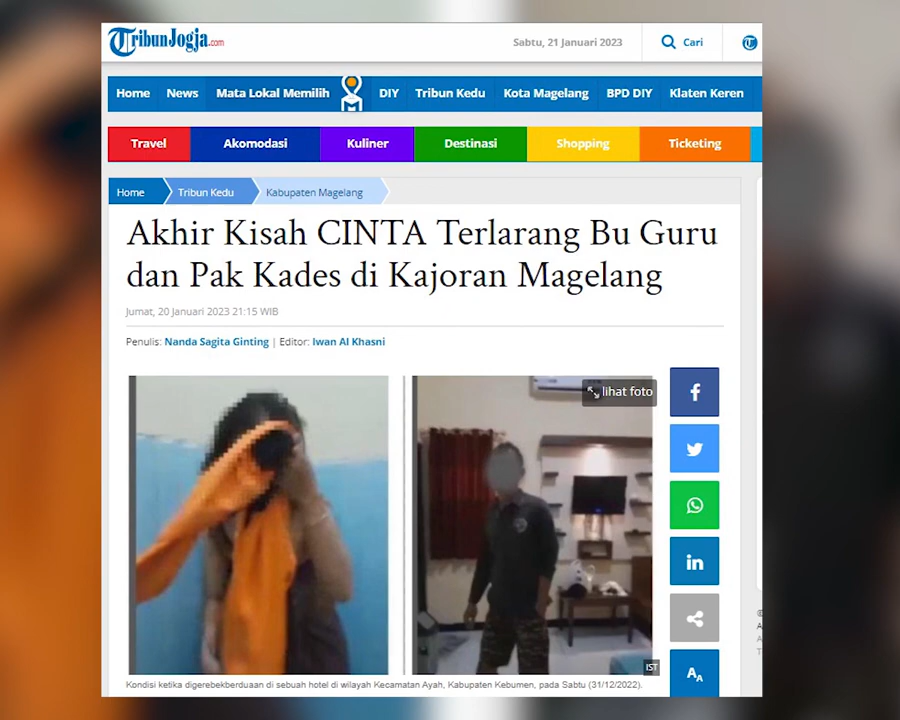 TribunJogja.com
Sabtu, 21 Januari 2023
Cari
Home News Mata Lokal Memilih DIY Tribun Kedu Kota Magelang BPD DIY Klaten Keren
Travel Akomodasi Kuliner Destinasi Shopping Ticketing
Home Tribun Kedu Kabupaten Magelang
Akhir Kisah CINTA Terlarang Bu Guru
dan Pak Kades di Kajoran Magelang
Jumat, 20 Januari 2023 21:15 WIB
Penulis: Nanda Sagita Ginting | Editor: Iwan Al Khasni
lihat foto
IST
Kondisi ketika digerebekberduaan di sebuah hotel di wilayah Kecamatan Ayah, Kabupaten Kebumen, pada Sabtu (31/12/2022).